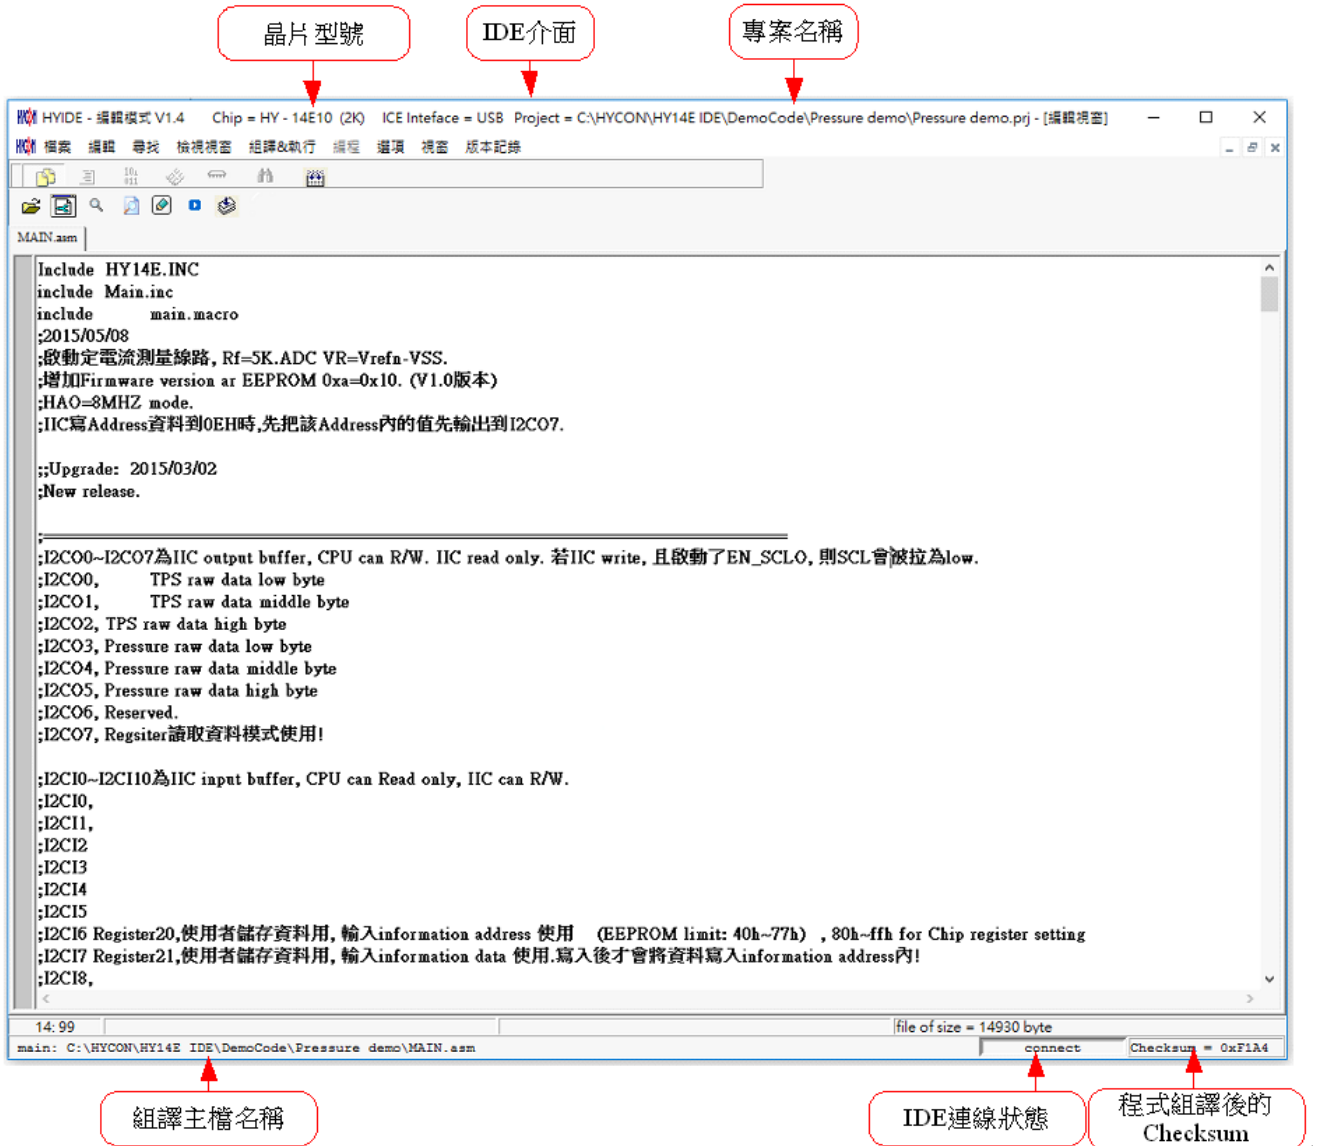 晶片型號
IDE介面
專案名稱
HYIDE - 編輯模式 V1.4 Chip = HY - 14E10 (2K) ICE Inteface = USB Project = C:\HYCON\HY14E IDE\DemoCode\Pressure demo\Pressure demo.prj - [編輯視窗]
檔案 編輯 尋找 檢視視窗 組譯&執行 編程 選項 視窗 版本記錄
MAIN.asm
Include HY14E.INC
include Main.inc
include main.macro
;2015/05/08
;啟動定電流測量線路, Rf=5K.ADC VR=Vrefn-VSS.
;增加Firmware version ar EEPROM 0xa=0x10. (V1.0版本)
;HAO=8MHZ mode.
;IIC寫Address資料到0EH時,先把該Address內的值先輸出到I2CO7.
;;Upgrade: 2015/03/02
;New release.
;I2CO0~I2CO7為IIC output buffer, CPU can R/W. IIC read only. 若IIC write, 且啟動了EN_SCLO, 則SCL會被拉為low.
;I2CO0, TPS raw data low byte
;I2CO1, TPS raw data middle byte
;I2CO2, TPS raw data high byte
;I2CO3, Pressure raw data low byte
;I2CO4, Pressure raw data middle byte
;I2CO5, Pressure raw data high byte
;I2CO6, Reserved.
;I2CO7, Regsiter讀取資料模式使用!
;I2CI0~I2CI10為IIC input buffer, CPU can Read only, IIC can R/W.
;I2CI0,
;I2CI1,
;I2CI2
;I2CI3
;I2CI4
;I2CI5
;I2CI6 Register20,使用者儲存資料用, 輸入information address 使用 (EEPROM limit: 40h~77h) , 80h~ffh for Chip register setting
;I2CI7 Register21,使用者儲存資料用, 輸入information data 使用.寫入後才會將資料寫入information address內!
;I2CI8,
14: 99 file of size = 14930 byte
main: C:\HYCON\HY14E IDE\DemoCode\Pressure demo\MAIN.asm connect Checksum = 0xF1A4
組譯主檔名稱
IDE連線狀態
程式組譯後的
Checksum